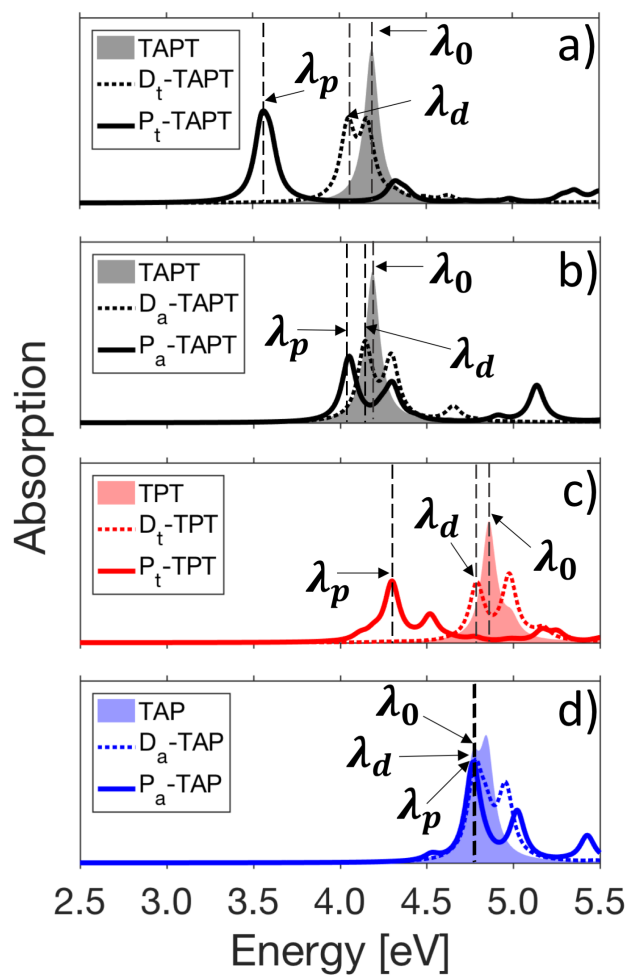 a)
TAPT
Dt-TAPT
Pt-TAPT
λp
λ0
λd
b)
TAPT
Da-TAPT
Pa-TAPT
λ0
λp
λd
c)
TPT
Dt-TPT
Pt-TPT
λd
λp
λ0
d)
TAP
Da-TAP
Pa-TAP
λ0
λd
λp
Absorption
2.5 3.0 3.5 4.0 4.5 5.0 5.5
Energy [eV]